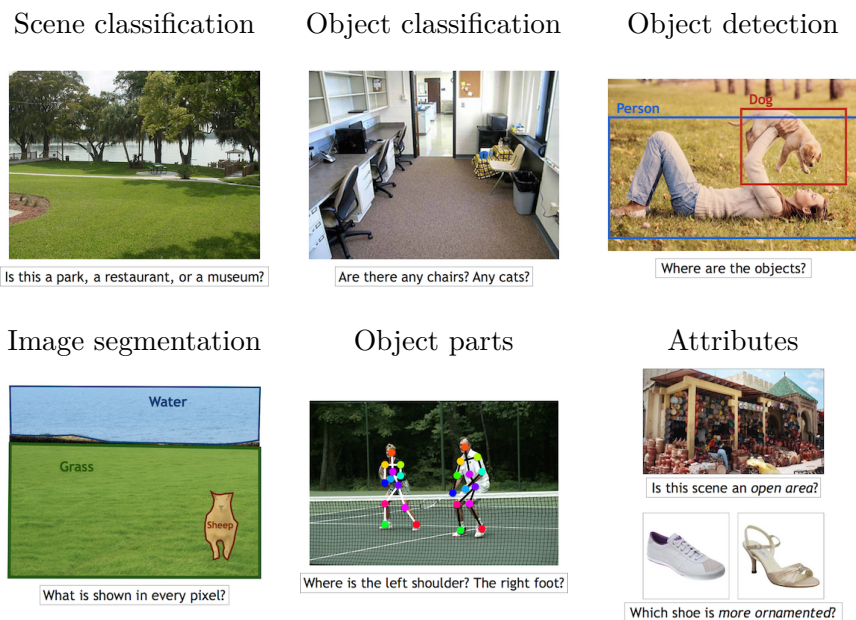 Scene classification
Object classification
Object detection
Person
Dog
Is this a park, a restaurant, or a museum?
Are there any chairs? Any cats?
Where are the objects?
Image segmentation
Object parts
Attributes
Water
Grass
Sheep
Is this scene an open area?
What is shown in every pixel?
Where is the left shoulder? The right foot?
Which shoe is more ornamented?